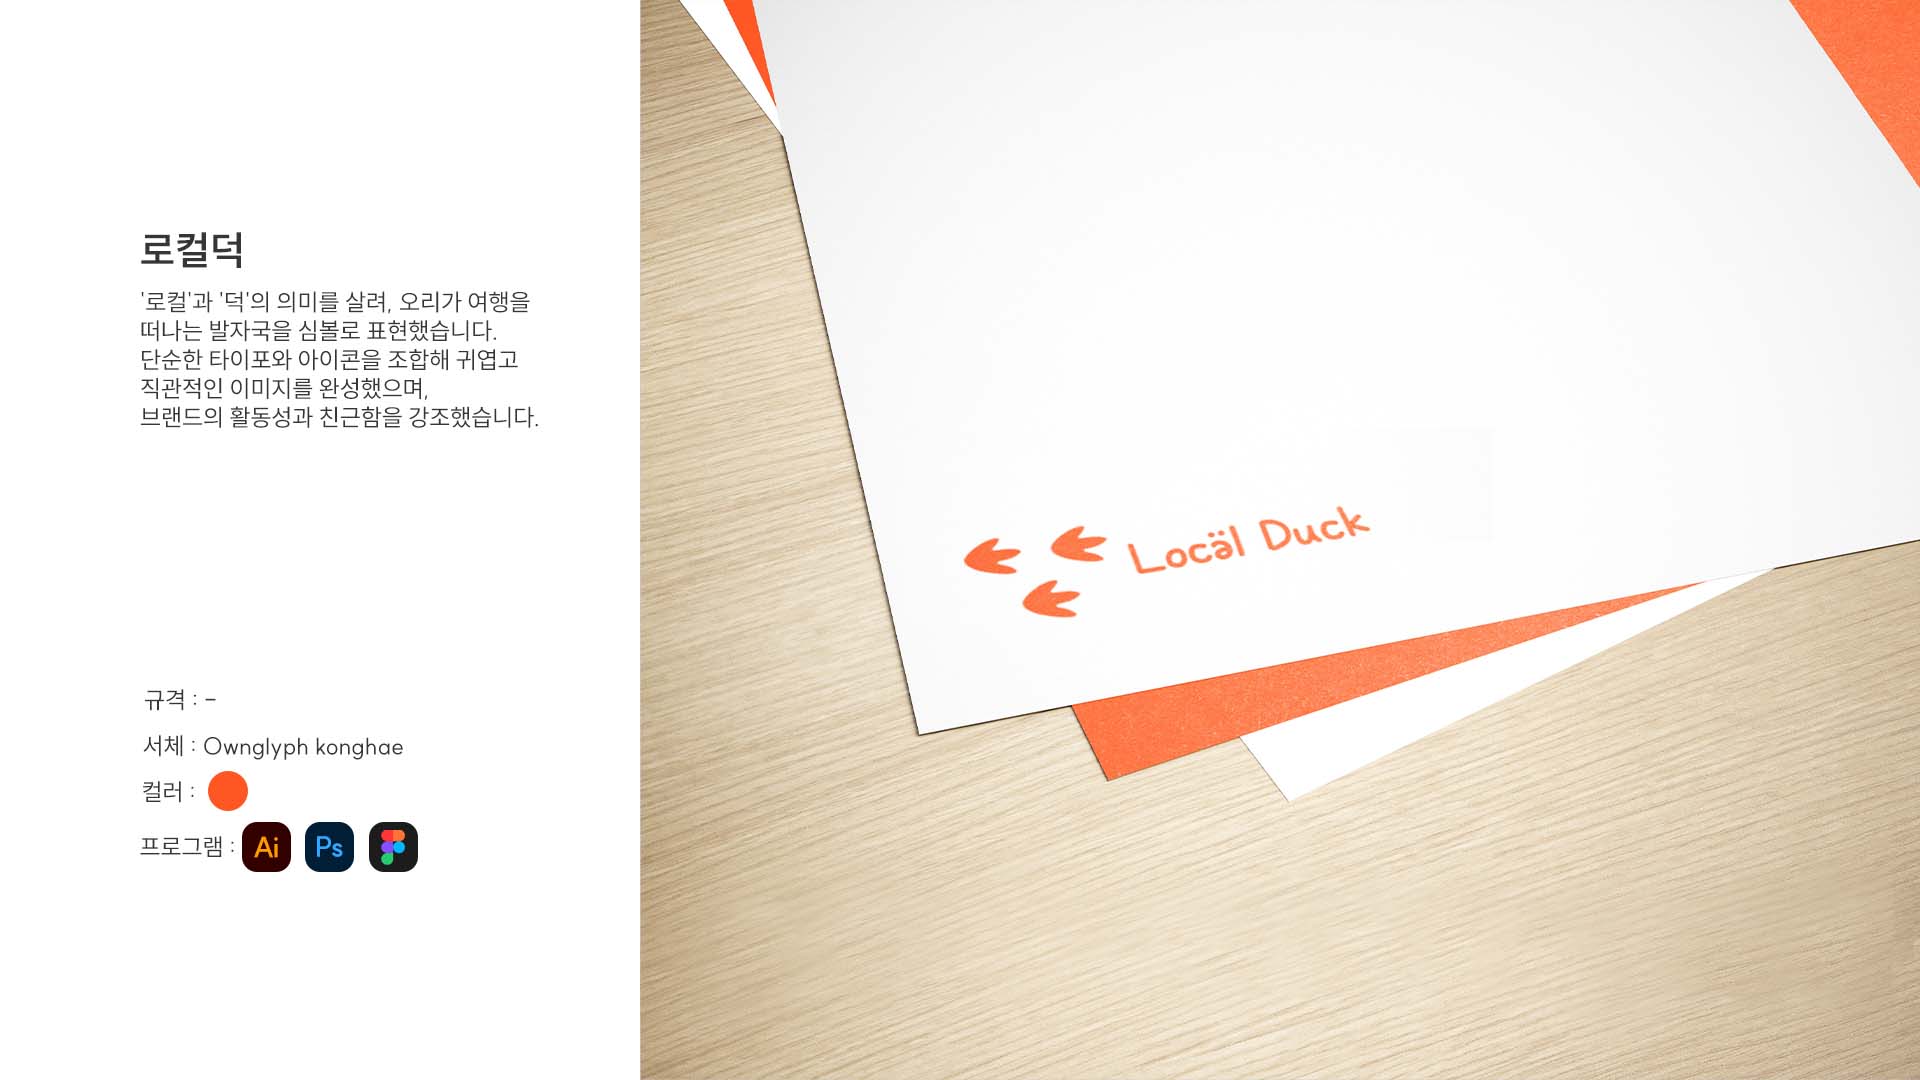 로컬덕
'로컬'과 '덕'의 의미를 살려, 오리가 여행을
떠나는 발자국을 심볼로 표현했습니다.
단순한 타이포와 아이콘을 조합해 귀엽고
직관적인 이미지를 완성했으며,
브랜드의 활동성과 친근함을 강조했습니다.
규격 : -
서체 : Ownglyph konghae
컬러 :
프로그램 : Ai Ps
Locäl Duck